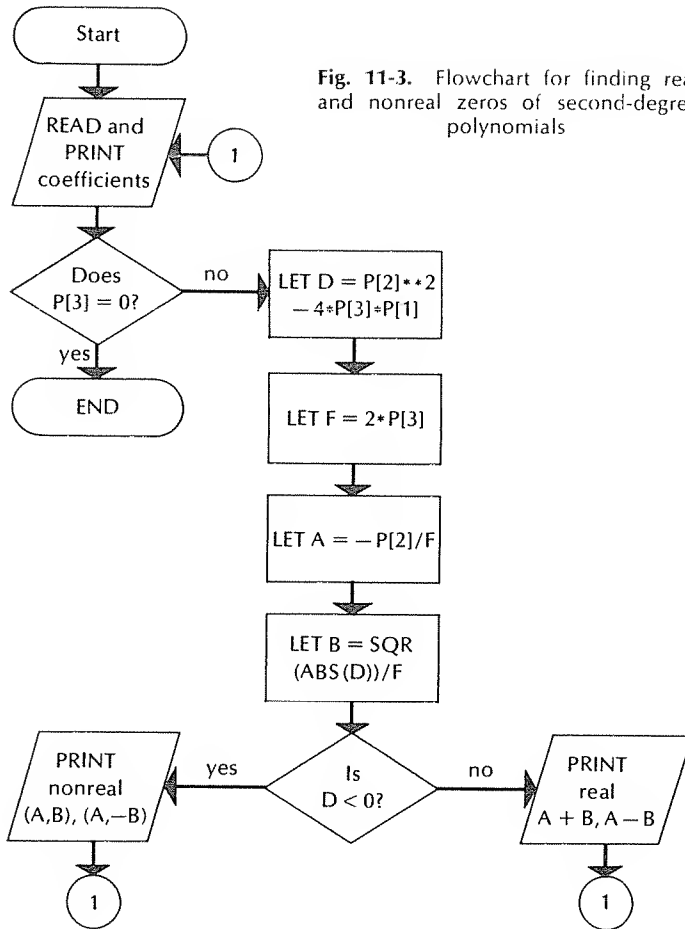 Start
Fig. 11-3. Flowchart for finding rea
and nonreal zeros of second-degre
polynomials
READ and
PRINT
coefficients
1
Does
P[3] = 0?
no
yes
END
LET D = P[2]**2
− 4*P[3]*P[1]
LET F = 2*P[3]
LET A = −P[2]/F
LET B = SQR
(ABS(D))/F
Is
D < 0?
yes
no
PRINT
nonreal
(A,B), (A,−B)
PRINT
real
A + B, A − B
1
1